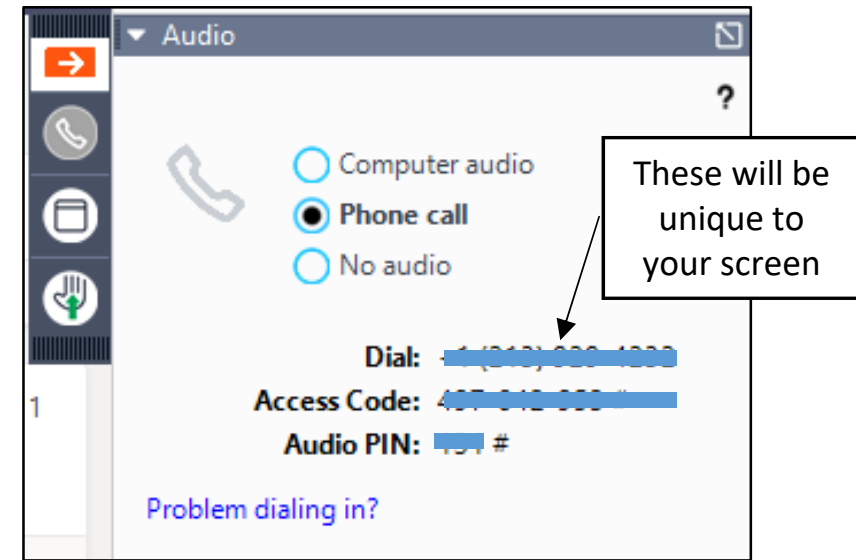 Audio
?
Computer audio
Phone call
No audio
These will be
unique to
your screen
Dial:
Access Code:
Audio PIN: #
1
Problem dialing in?